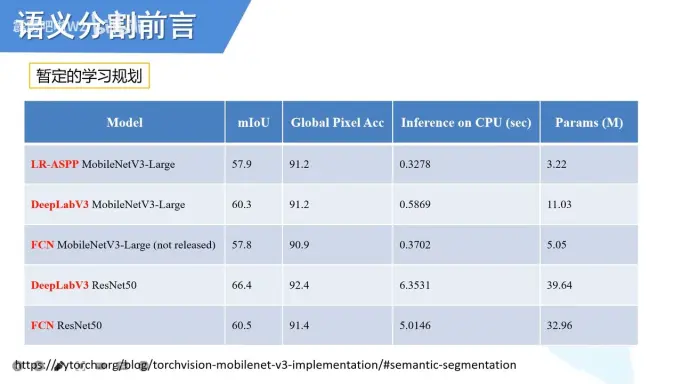 语义分割前言
暂定的学习规划
Model mIoU Global Pixel Acc Inference on CPU (sec) Params (M)
LR-ASPP MobileNetV3-Large 57.9 91.2 0.3278 3.22
DeepLabV3 MobileNetV3-Large 60.3 91.2 0.5869 11.03
FCN MobileNetV3-Large (not released) 57.8 90.9 0.3702 5.05
DeepLabV3 ResNet50 66.4 92.4 6.3531 39.64
FCN ResNet50 60.5 91.4 5.0146 32.96
https://pytorch.org/blog/torchvision-mobilenet-v3-implementation/#semantic-segmentation